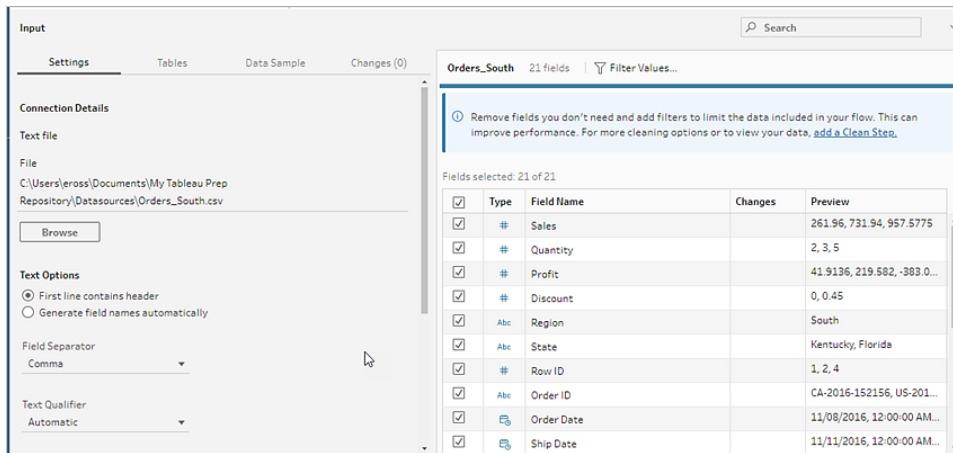 Input
Search
Settings Tables Data Sample Changes (0)
Connection Details
Text file
File
C:\Users\eross\Documents\My Tableau Prep
Repository\Datasources\Orders_South.csv
Browse
Text Options
First line contains header
Generate field names automatically
Field Separator
Comma
Text Qualifier
Automatic
Orders_South 21 fields Filter Values...
Remove fields you don't need and add filters to limit the data included in your flow. This can
improve performance. For more cleaning options or to view your data, add a Clean Step.
Fields selected: 21 of 21
Type Field Name Changes Preview
# Sales 261.96, 731.94, 957.5775
# Quantity 2, 3, 5
# Profit 41.9136, 219.582, -383.0...
# Discount 0, 0.45
Abc Region South
Abc State Kentucky, Florida
# Row ID 1, 2, 4
Abc Order ID CA-2016-152156, US-201...
Order Date 11/08/2016, 12:00:00 AM...
Ship Date 11/11/2016, 12:00:00 AM...